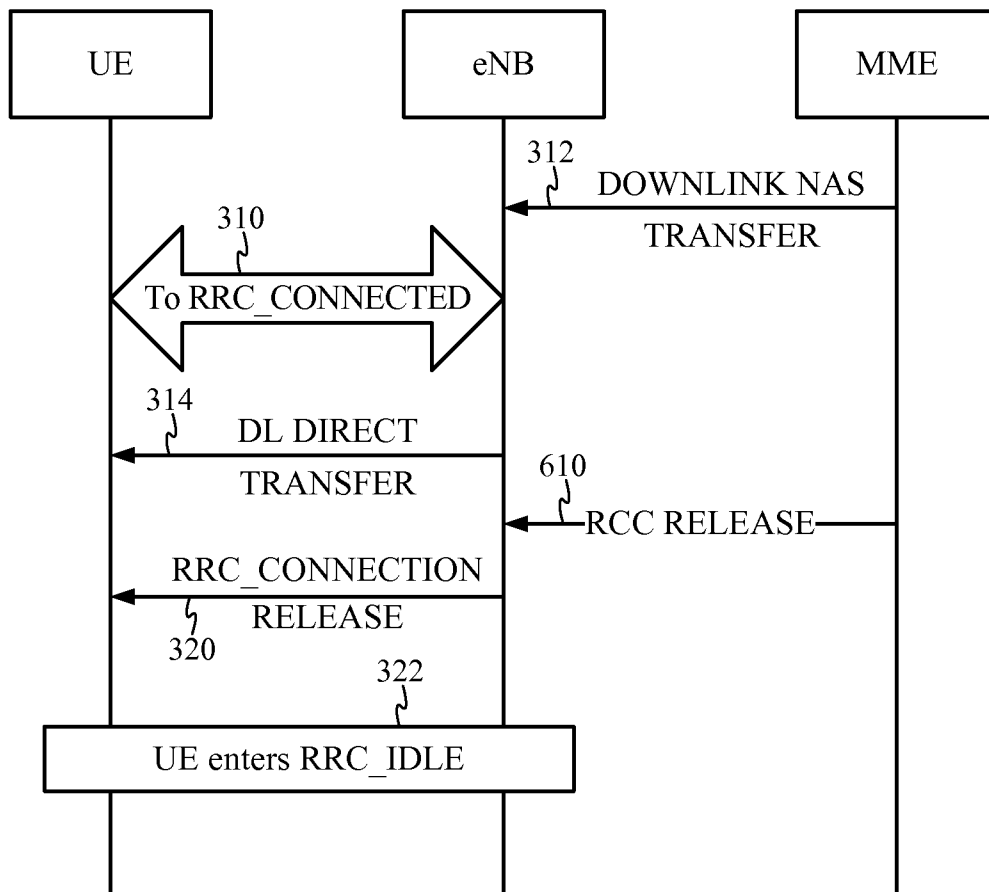 UE
eNB
MME
312
DOWNLINK NAS
TRANSFER
310
To RRC_CONNECTED
314
DL DIRECT
TRANSFER
610
RCC RELEASE
RRC_CONNECTION
RELEASE
320
322
UE enters RRC_IDLE